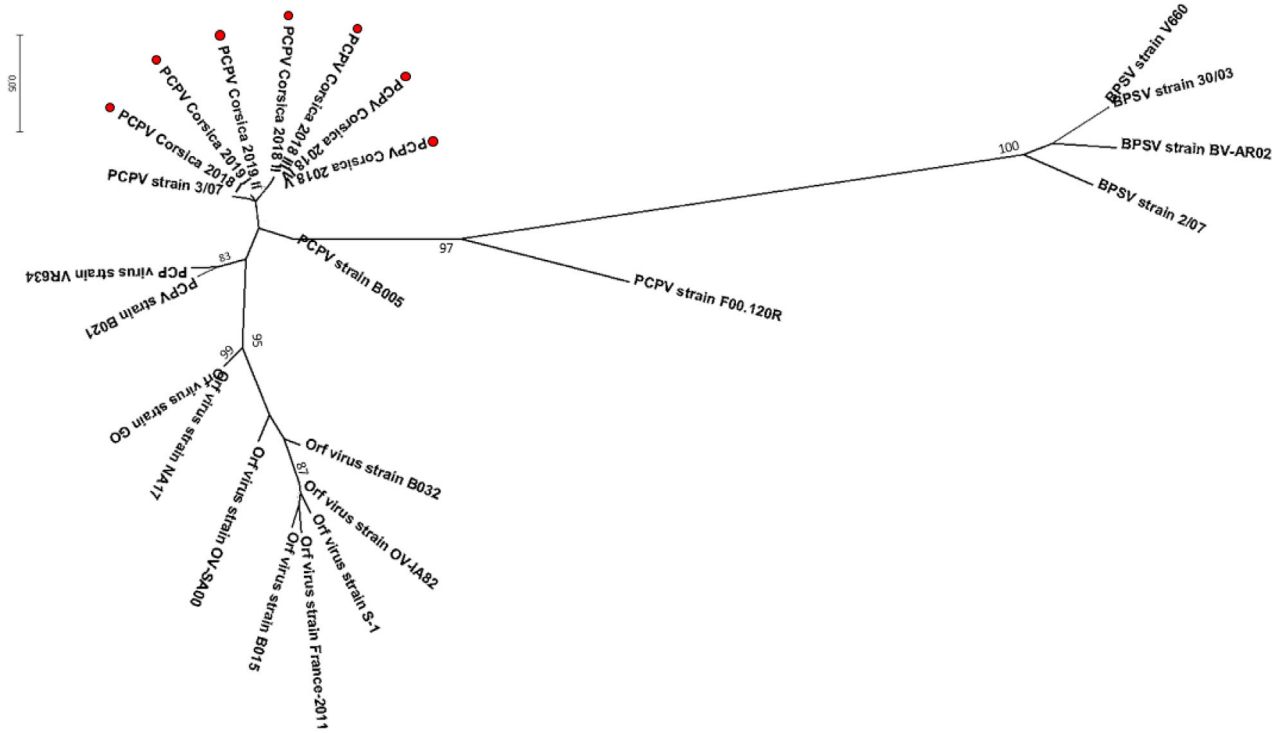 0.05
PCPV Corsica 2018 I
PCPV Corsica 2019 I
PCPV Corsica 2019 II
PCPV Corsica 2018 II
PCPV Corsica 2018 III
PCPV Corsica 2018
PCPV Corsica 2018 V
PCPV strain 3/07
PCPV strain B005
97
PCPV strain F00.120R
100
BPSV strain V660
BPSV strain 30/03
BPSV strain BV-AR02
BPSV strain 2/07
83
PCP virus strain VR634
PCPV strain B021
95
99
Orf virus strain GO
Orf virus strain NA17
Orf virus strain OV-SA00
Orf virus strain B032
87
Orf virus strain OV-IA82
Orf virus strain S-1
Orf virus strain France-2011
Orf virus strain B015